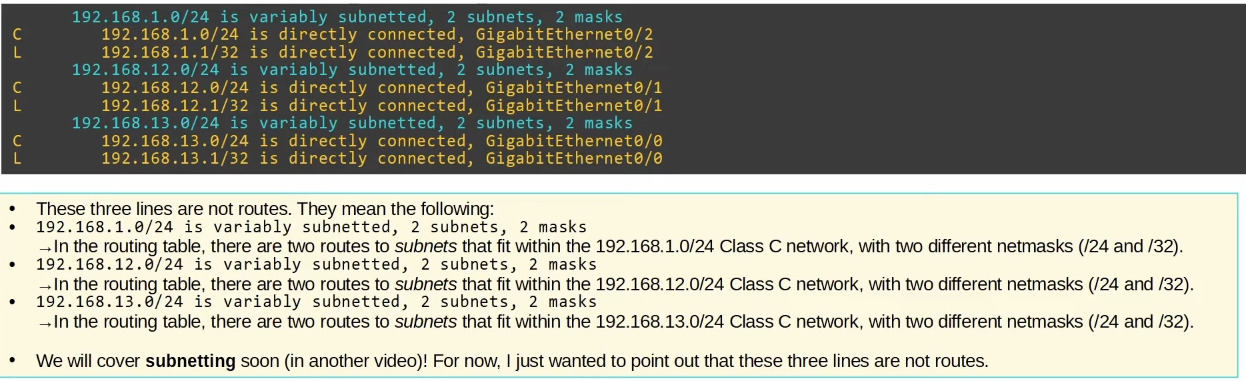 192.168.1.0/24 is variably subnetted, 2 subnets, 2 masks
C 192.168.1.0/24 is directly connected, GigabitEthernet0/2
L 192.168.1.1/32 is directly connected, GigabitEthernet0/2
192.168.12.0/24 is variably subnetted, 2 subnets, 2 masks
C 192.168.12.0/24 is directly connected, GigabitEthernet0/1
L 192.168.12.1/32 is directly connected, GigabitEthernet0/1
192.168.13.0/24 is variably subnetted, 2 subnets, 2 masks
C 192.168.13.0/24 is directly connected, GigabitEthernet0/0
L 192.168.13.1/32 is directly connected, GigabitEthernet0/0
• These three lines are not routes. They mean the following:
• 192.168.1.0/24 is variably subnetted, 2 subnets, 2 masks
→In the routing table, there are two routes to subnets that fit within the 192.168.1.0/24 Class C network, with two different netmasks (/24 and /32).
• 192.168.12.0/24 is variably subnetted, 2 subnets, 2 masks
→In the routing table, there are two routes to subnets that fit within the 192.168.12.0/24 Class C network, with two different netmasks (/24 and /32).
• 192.168.13.0/24 is variably subnetted, 2 subnets, 2 masks
→In the routing table, there are two routes to subnets that fit within the 192.168.13.0/24 Class C network, with two different netmasks (/24 and /32).
• We will cover subnetting soon (in another video)! For now, I just wanted to point out that these three lines are not routes.